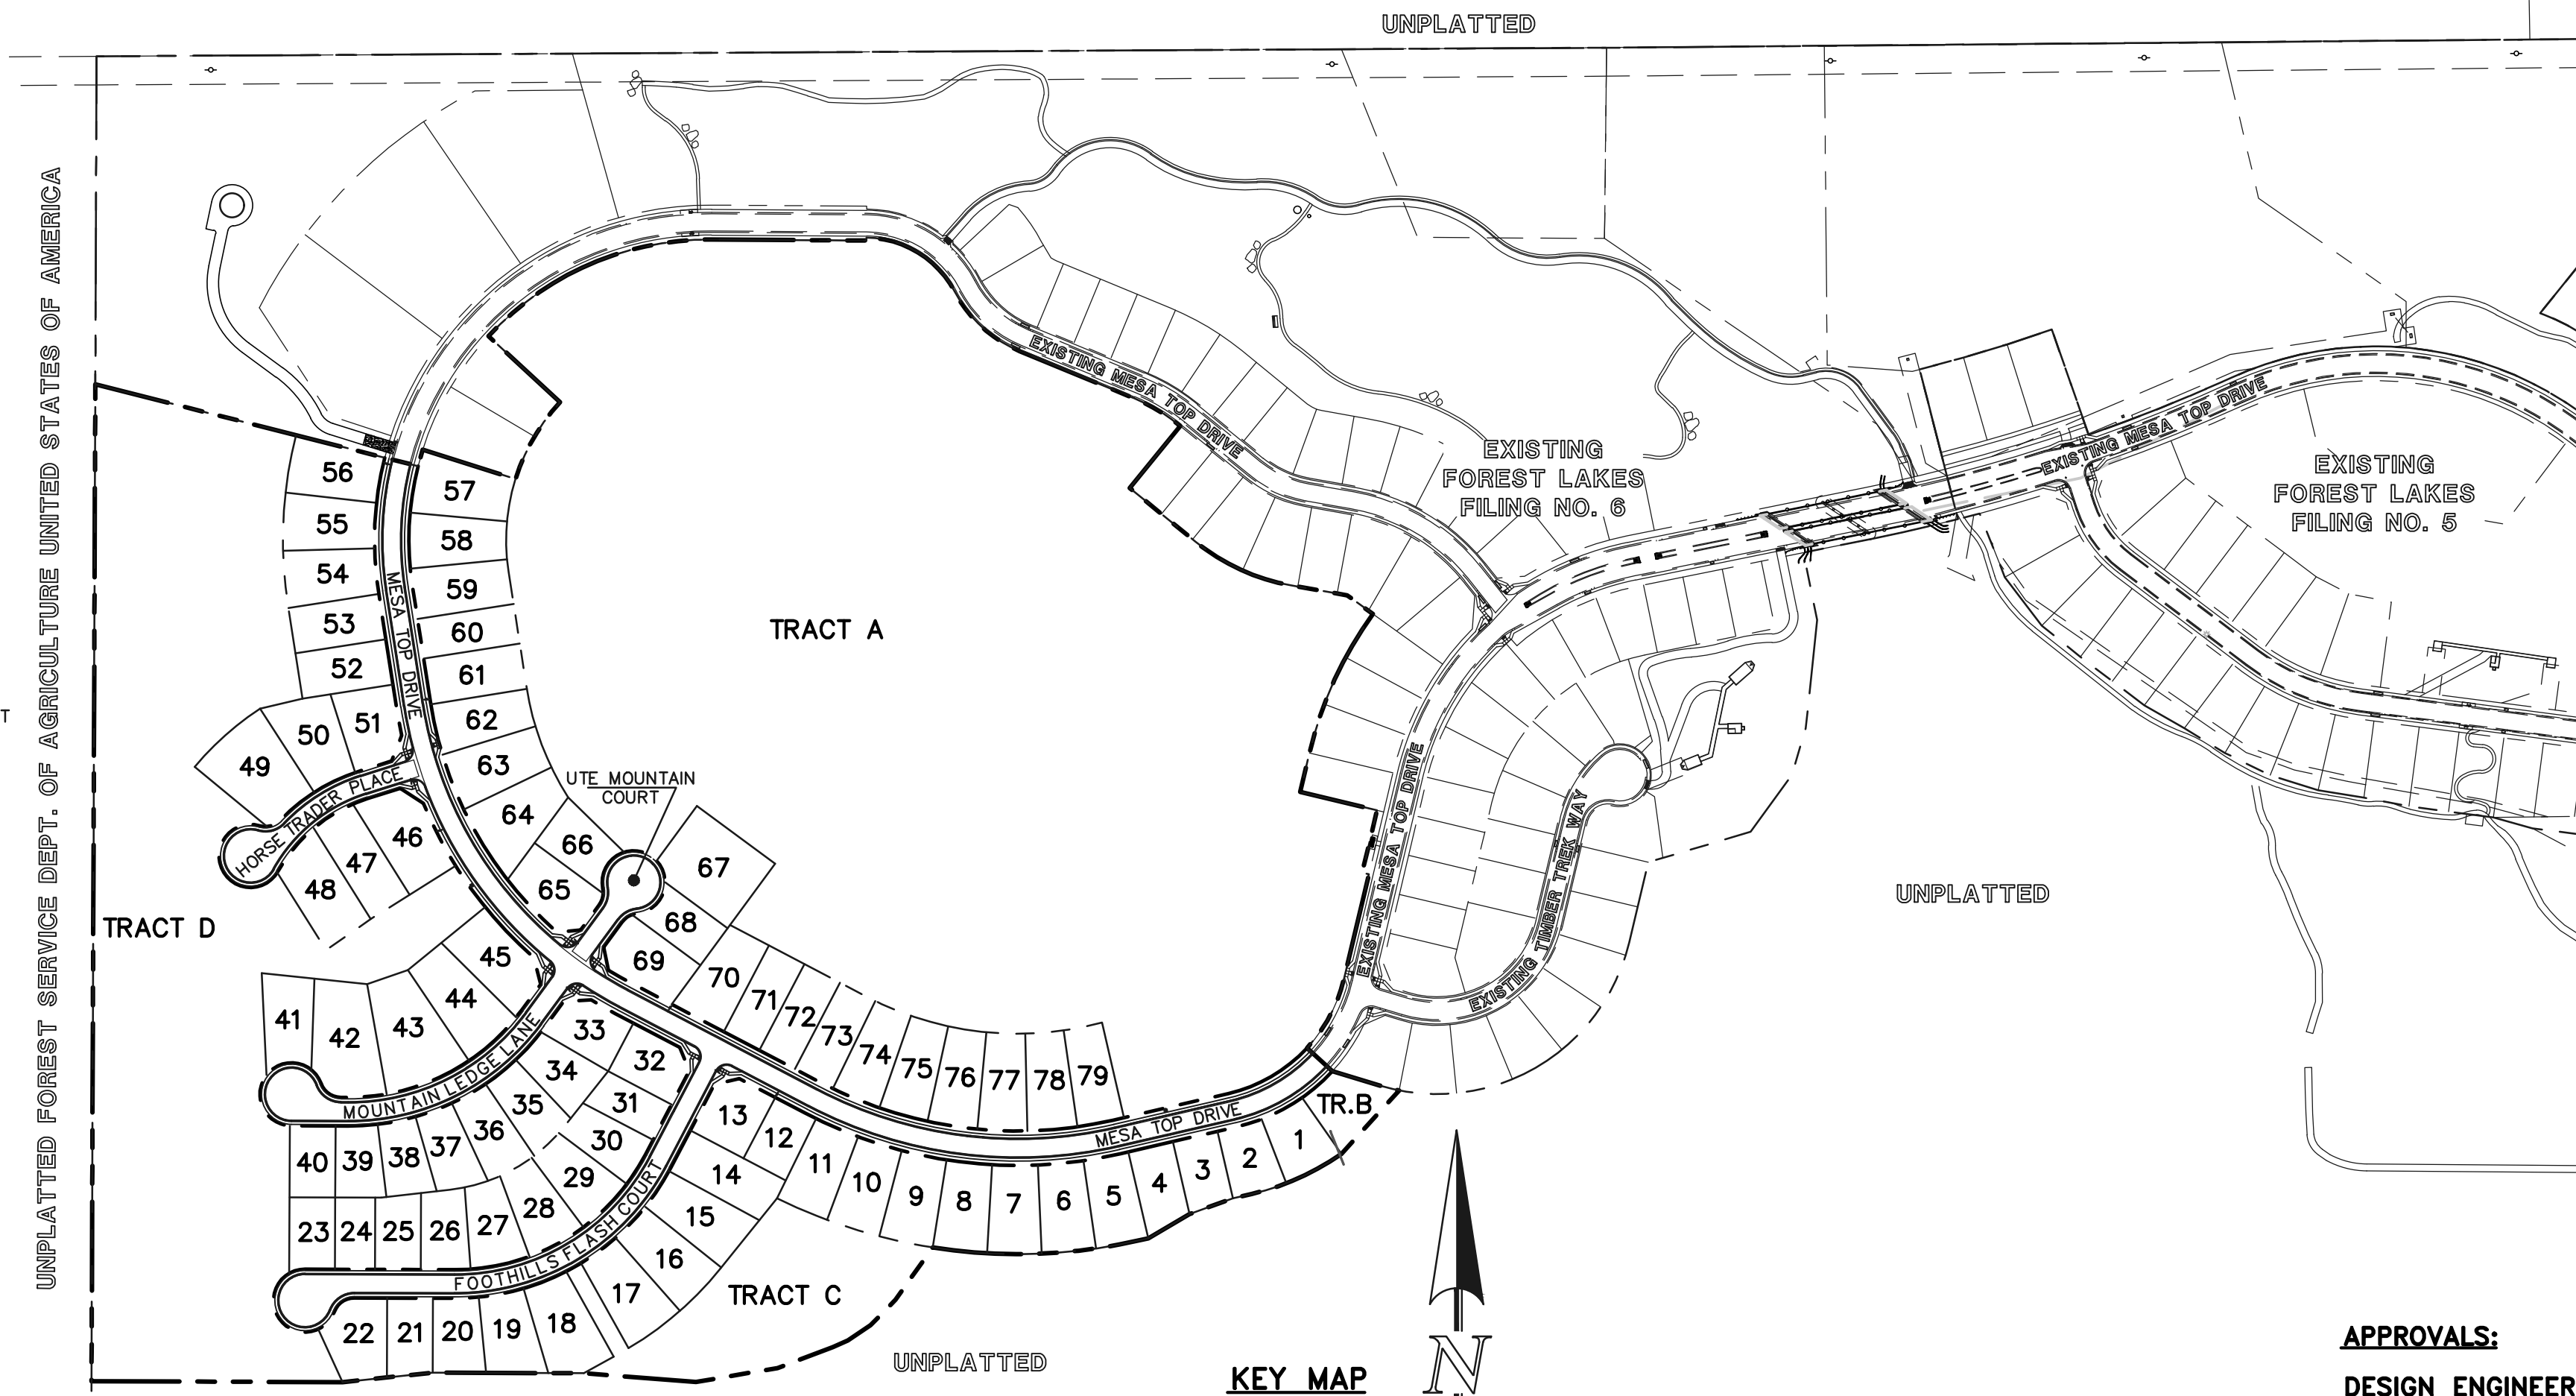 UNPLATTED
UNPLATTED FOREST SERVICE DEPT. OF AGRICULTURE UNITED STATES OF AMERICA
T
EXISTING MESA TOP DRIVE
EXISTING MESA TOP DRIVE
EXISTING
FOREST LAKES
FILING NO. 6
EXISTING
FOREST LAKES
FILING NO. 5
56
57
55
58
54
59
53
60
52
61
MESA TOP DRIVE
TRACT A
51
50
49
62
63
HORSE TRADER PLACE
UTE MOUNTAIN
COURT
64
46
47
48
66
65
67
68
69
EXISTING MESA TOP DRIVE
EXISTING TIMBER TREK WAY
UNPLATTED
TRACT D
45
44
43
42
41
70
71
72
73
74
75
76
77
78
79
MOUNTAIN LEDGE LANE
33
32
34
31
35
30
36
29
37
38
39
40
28
27
26
25
24
23
FOOTHILLS FLASH COURT
MESA TOP DRIVE
TR.B
13
12
11
10
9
8
7
6
5
4
3
2
1
14
15
16
17
18
19
20
21
22
TRACT C
UNPLATTED
KEY MAP
N
APPROVALS:
DESIGN ENGINEER